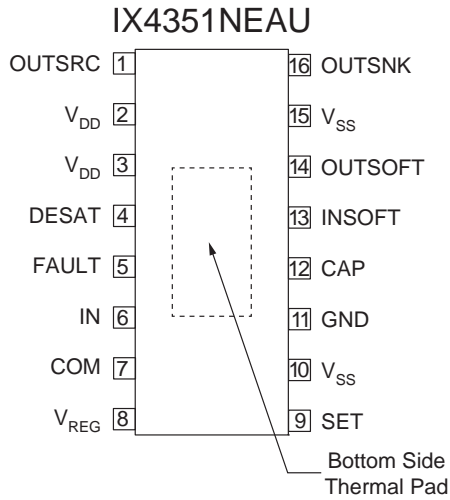 IX4351NEAU
OUTSRC 1
16 OUTSNK
VDD 2
15 VSS
VDD 3
14 OUTSOFT
DESAT 4
13 INSOFT
FAULT 5
12 CAP
IN 6
11 GND
COM 7
10 VSS
VREG 8
9 SET
Bottom Side
Thermal Pad